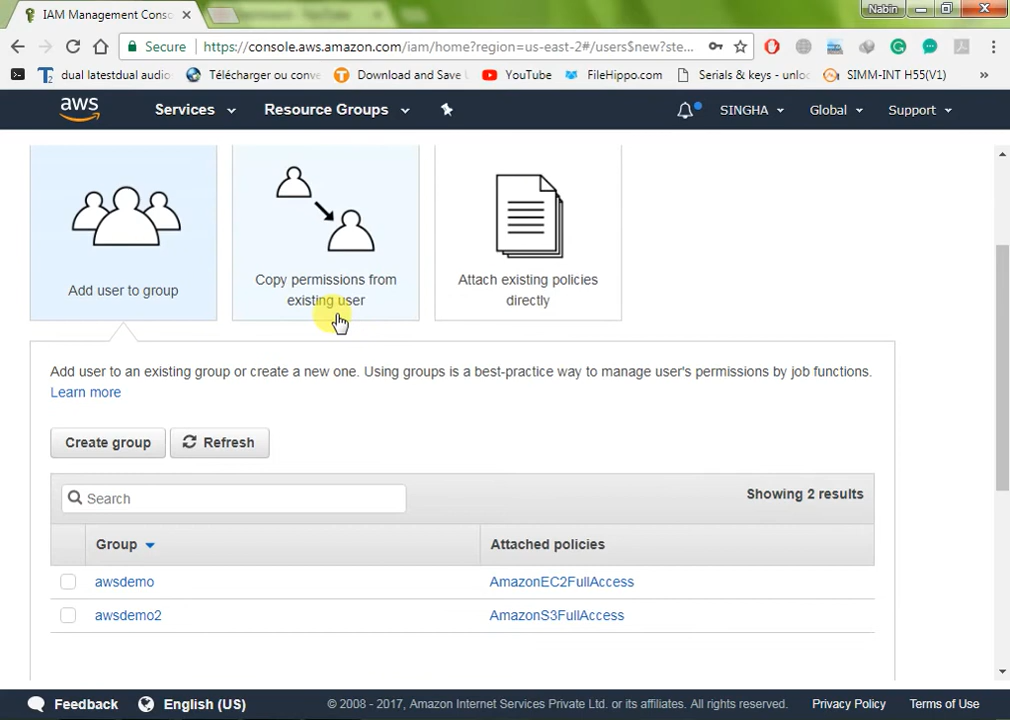 IAM Management Conso
Nabin
Secure
https://console.aws.amazon.com/iam/home?region=us-east-2#/users$new?ste...
dual latestdual audio
Télécharger ou conve
Download and Save
YouTube
FileHippo.com
Serials & keys - unloc
SIMM-INT H55(V1)
»
aws
Services
Resource Groups
SINGHA
Global
Support
Add user to group
Copy permissions from
existing user
Attach existing policies
directly
Add user to an existing group or create a new one. Using groups is a best-practice way to manage user's permissions by job functions.
Learn more
Create group
Refresh
Search
Showing 2 results
Group
Attached policies
awsdemo
AmazonEC2FullAccess
awsdemo2
AmazonS3FullAccess
Feedback
English (US)
© 2008 - 2017, Amazon Internet Services Private Ltd. or its affiliates. All rights reserved.
Privacy Policy
Terms of Use